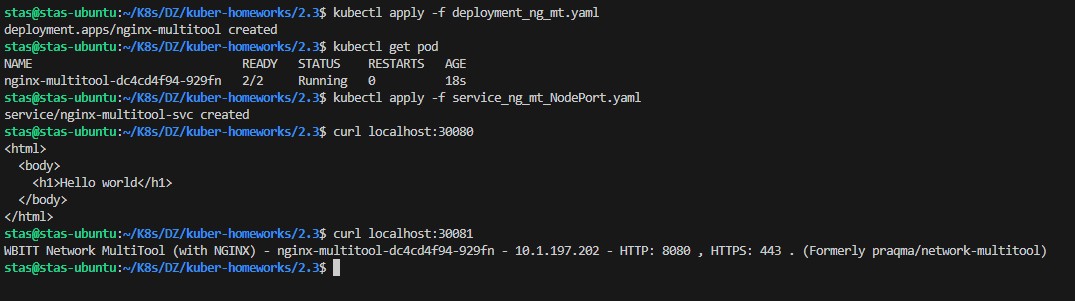 stas@stas-ubuntu:~/K8s/DZ/kuber-homeworks/2.3$ kubectl apply -f deployment_ng_mt.yaml
deployment.apps/nginx-multitool created
stas@stas-ubuntu:~/K8s/DZ/kuber-homeworks/2.3$ kubectl get pod
NAME                              READY   STATUS    RESTARTS   AGE
nginx-multitool-dc4cd4f94-929fn   2/2     Running   0          18s
stas@stas-ubuntu:~/K8s/DZ/kuber-homeworks/2.3$ kubectl apply -f service_ng_mt_NodePort.yaml
service/nginx-multitool-svc created
stas@stas-ubuntu:~/K8s/DZ/kuber-homeworks/2.3$ curl localhost:30080
<html>
  <body>
    <h1>Hello world</h1>
  </body>
</html>
stas@stas-ubuntu:~/K8s/DZ/kuber-homeworks/2.3$ curl localhost:30081
WBITT Network MultiTool (with NGINX) - nginx-multitool-dc4cd4f94-929fn - 10.1.197.202 - HTTP: 8080 , HTTPS: 443 . (Formerly praqma/network-multitool)
stas@stas-ubuntu:~/K8s/DZ/kuber-homeworks/2.3$